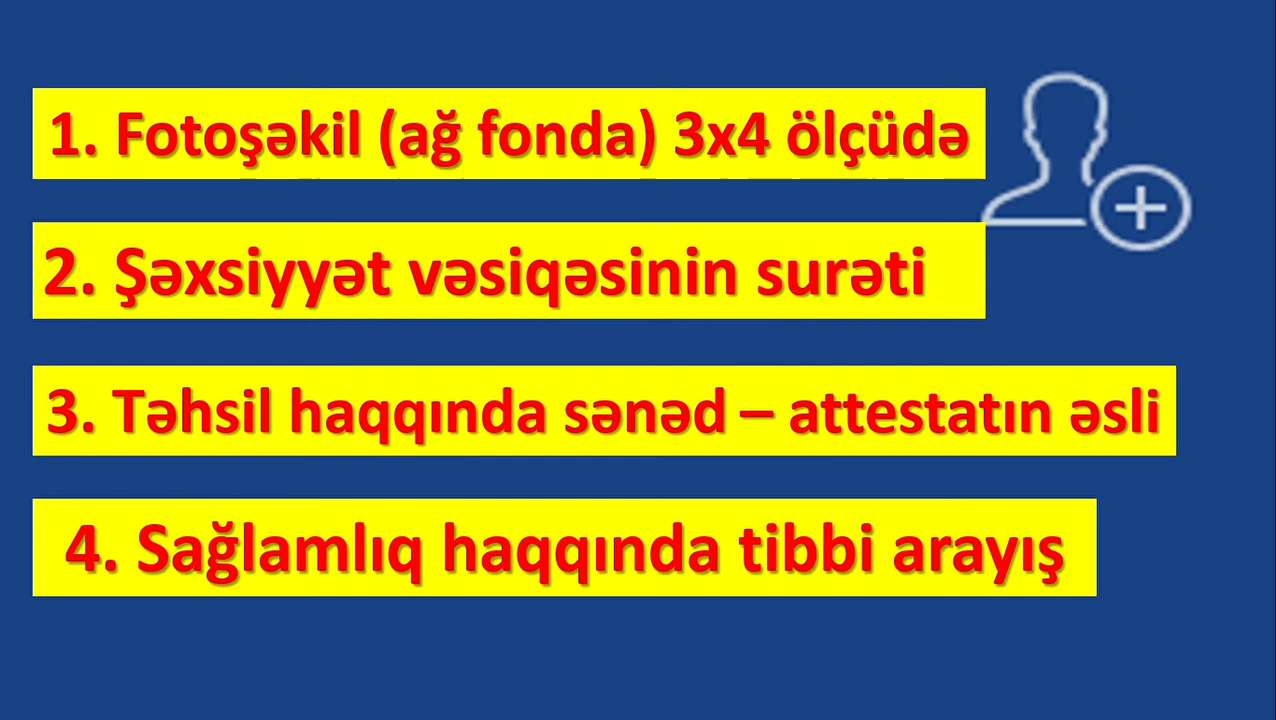 1. Fotoşəkil (ağ fonda) 3x4 ölçüdə
2. Şəxsiyyət vəsiqəsinin surəti
3. Təhsil haqqında sənəd – attestatın əsli
4. Sağlamlıq haqqında tibbi arayış